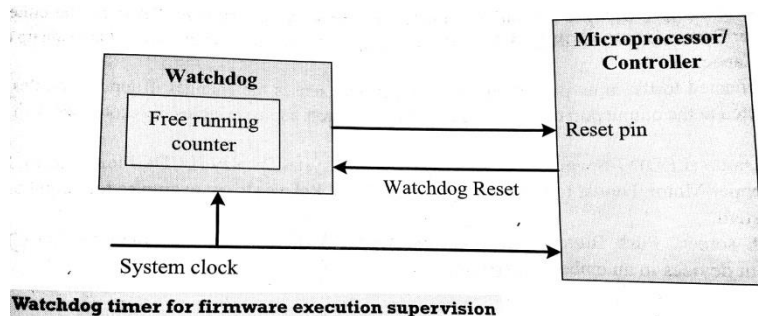 Microprocessor/
Controller
Watchdog
Free running
counter
Reset pin
Watchdog Reset
System clock
Watchdog timer for firmware execution supervision